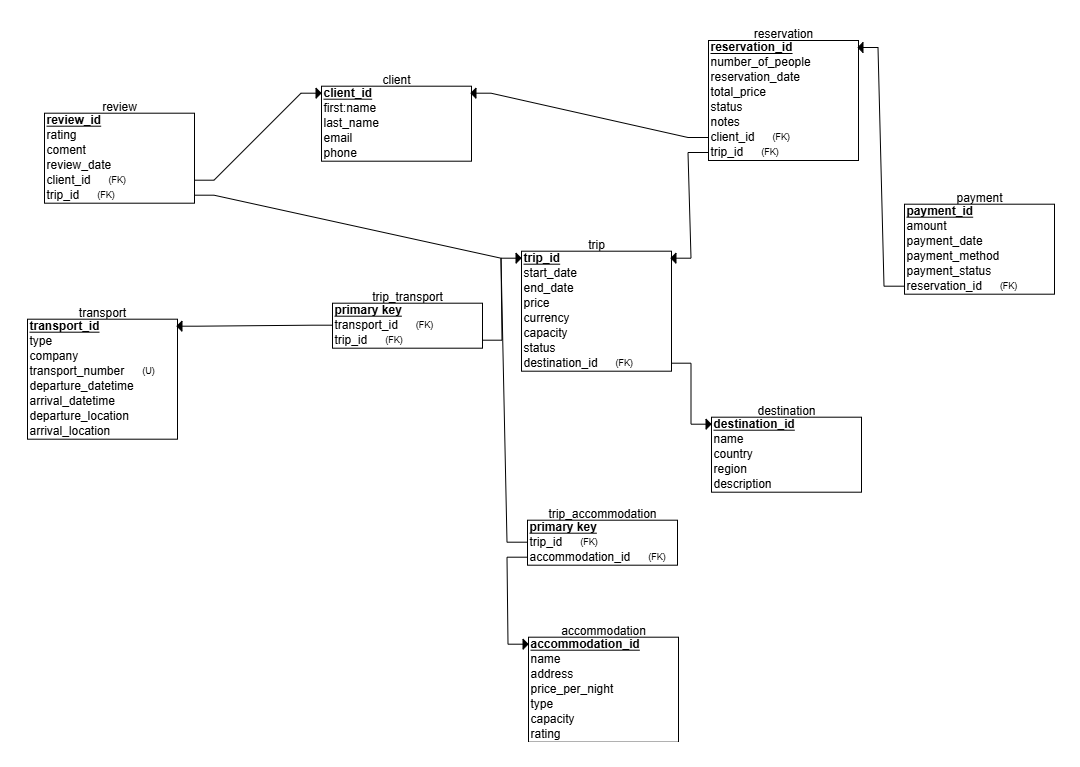 reservation
reservation_id
number_of_people
reservation_date
total_price
status
notes
client_id (FK)
trip_id (FK)
client
client_id
first:name
last_name
email
phone
review
review_id
rating
coment
review_date
client_id (FK)
trip_id (FK)
payment
payment_id
amount
payment_date
payment_method
payment_status
reservation_id (FK)
trip
trip_id
start_date
end_date
price
currency
capacity
status
destination_id (FK)
trip_transport
primary key
transport_id (FK)
trip_id (FK)
transport
transport_id
type
company
transport_number (U)
departure_datetime
arrival_datetime
departure_location
arrival_location
destination
destination_id
name
country
region
description
trip_accommodation
primary key
trip_id (FK)
accommodation_id (FK)
accommodation
accommodation_id
name
address
price_per_night
type
capacity
rating